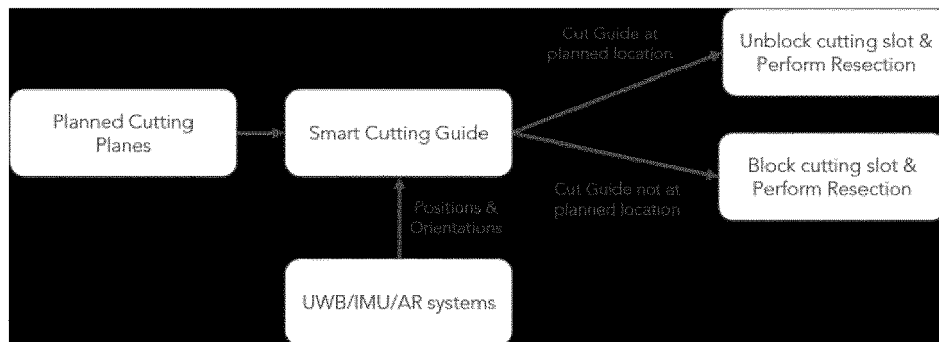 Planned Cutting
Planes
Smart Cutting Guide
Cut Guide at
planned location
Unblock cutting slot &
Perform Resection
Cut Guide not at
planned location
Block cutting slot &
Perform Resection
Positions &
Orientations
UWB/IMU/AR systems